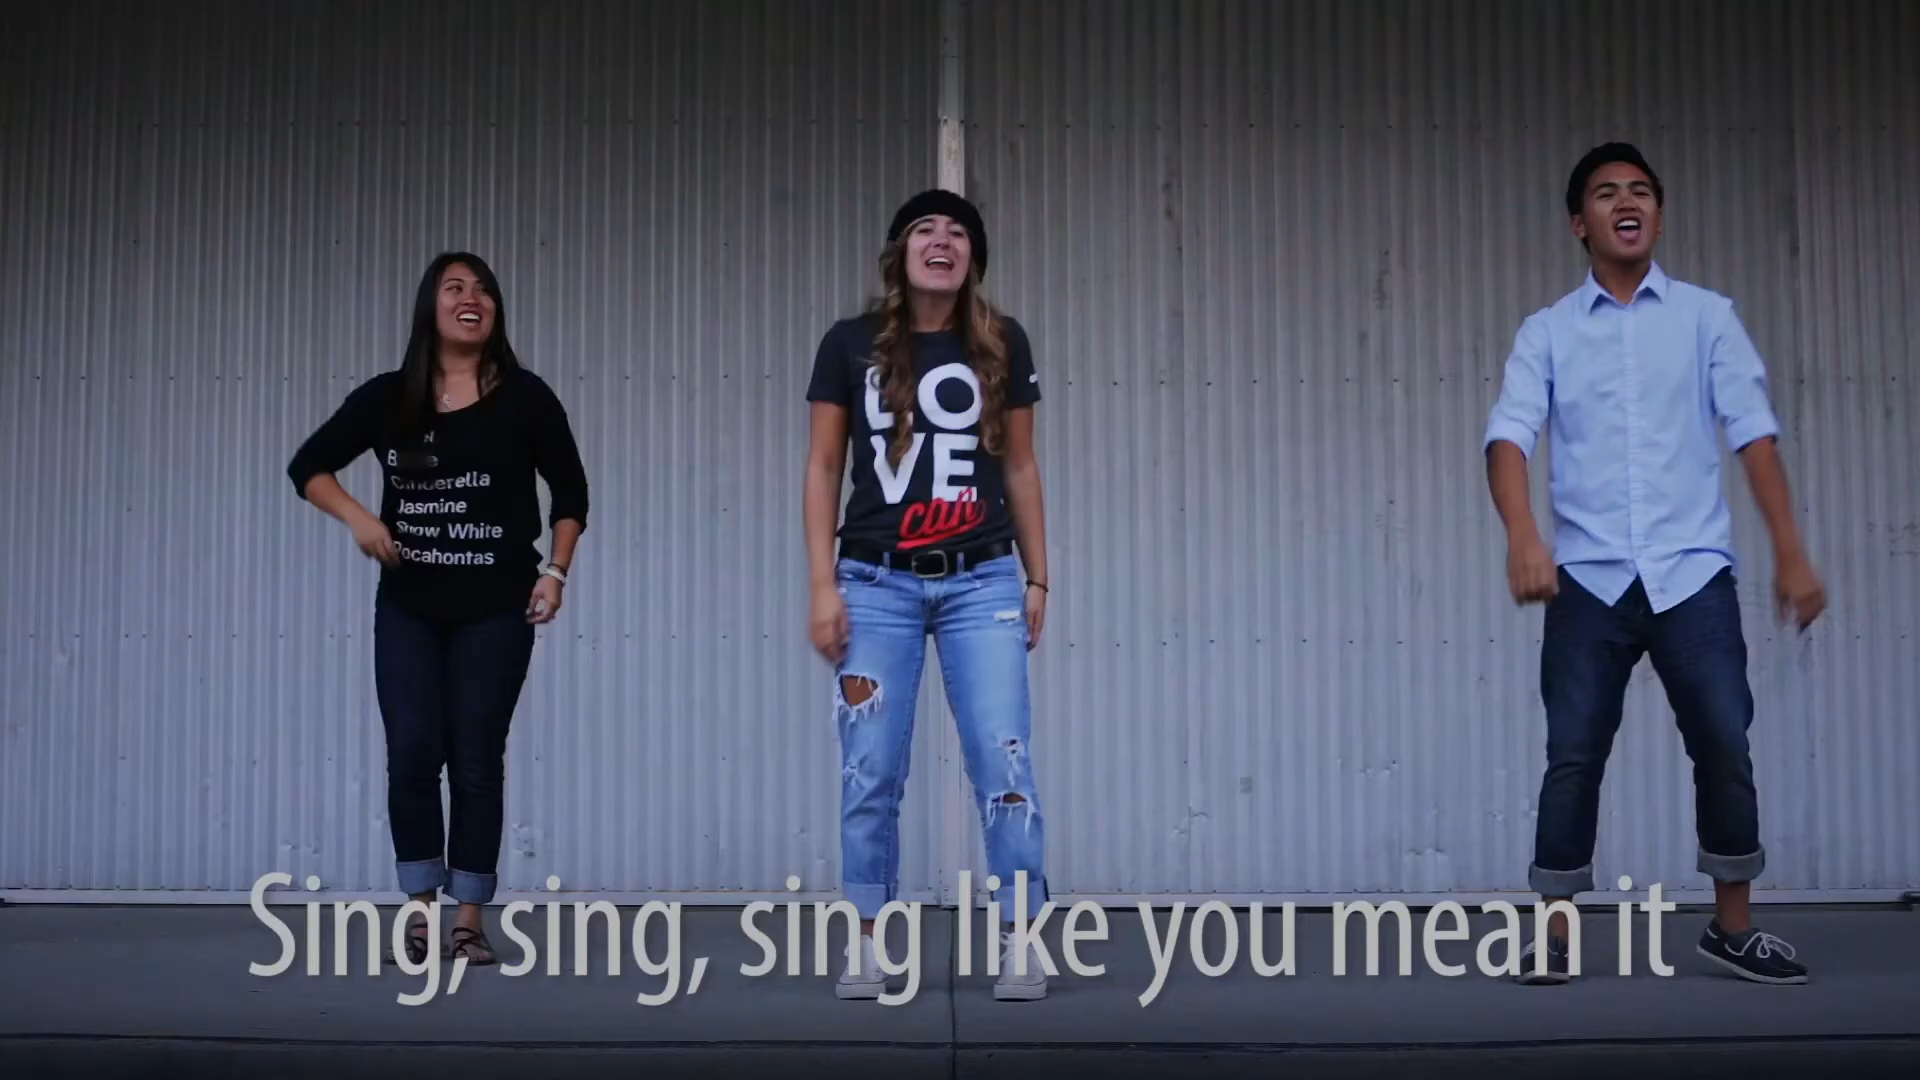 Cinderella
Jasmine
Snow White
Pocahontas
LO
VE
can
Sing, sing, sing like you mean it